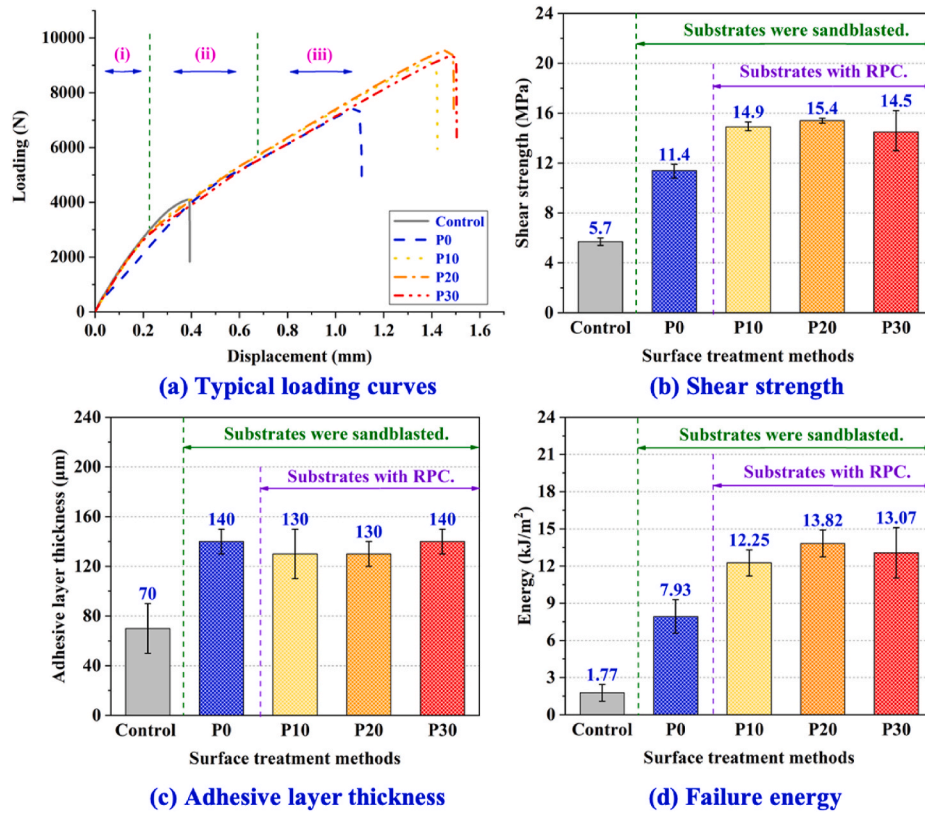 (i) (ii) (iii)
Loading (N)
10000
8000
6000
4000
2000
0
Control
P0
P10
P20
P30
0.0 0.2 0.4 0.6 0.8 1.0 1.2 1.4 1.6
Displacement (mm)
(a) Typical loading curves
Shear strength (MPa)
24
20
16
12
8
4
0
Substrates were sandblasted.
Substrates with RPC.
5.7 11.4 14.9 15.4 14.5
Control P0 P10 P20 P30
Surface treatment methods
(b) Shear strength
Adhesive layer thickness (μm)
240
200
160
120
80
40
0
Substrates were sandblasted.
Substrates with RPC.
70 140 130 130 140
Control P0 P10 P20 P30
Surface treatment methods
(c) Adhesive layer thickness
Energy (kJ/m²)
24
21
18
15
12
9
6
3
0
Substrates were sandblasted.
Substrates with RPC.
1.77 7.93 12.25 13.82 13.07
Control P0 P10 P20 P30
Surface treatment methods
(d) Failure energy